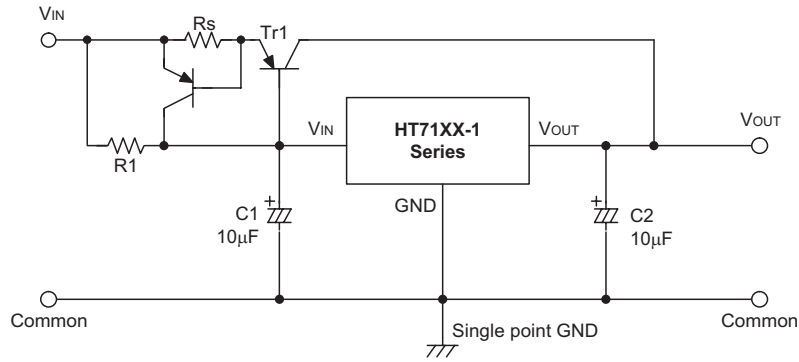 VIN
Rs
Tr1
VIN
HT71XX-1
Series
VOUT
VOUT
R1
GND
C1
10μF
C2
10μF
Common
Single point GND
Common